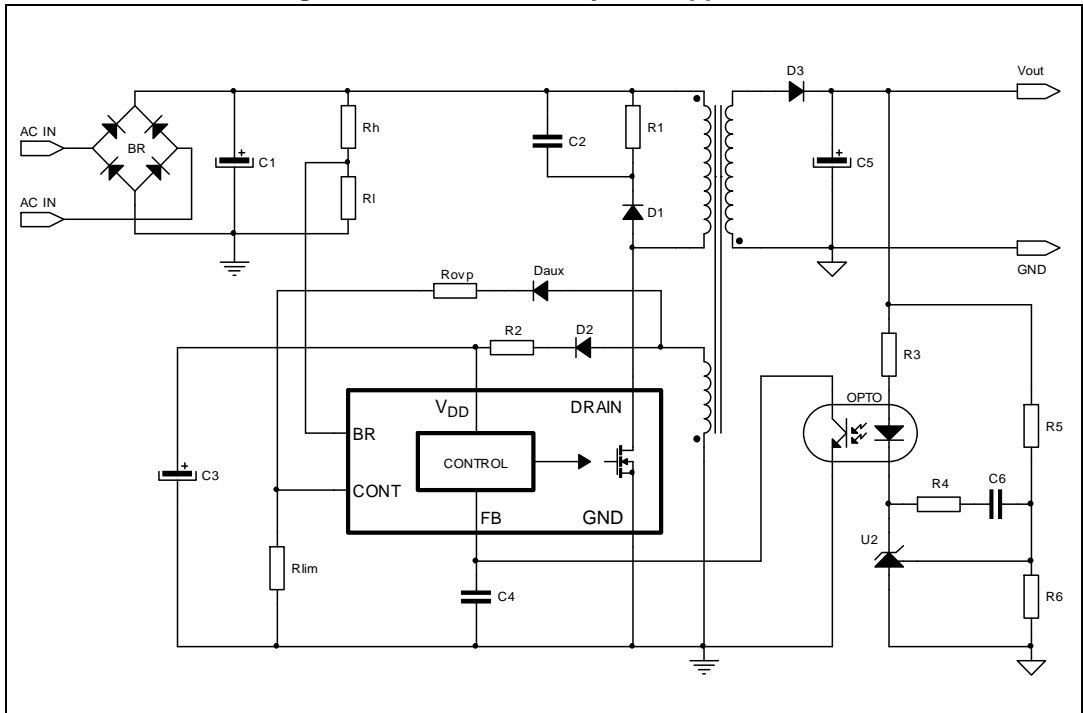 D3
Vout
AC IN
BR
C1
Rh
Rl
C2
R1
C5
AC IN
D1
GND
Rovp
Daux
R2
D2
R3
OPTO
VDD
DRAIN
BR
CONTROL
R5
C3
CONT
R4
C6
FB
GND
U2
Rlim
C4
R6